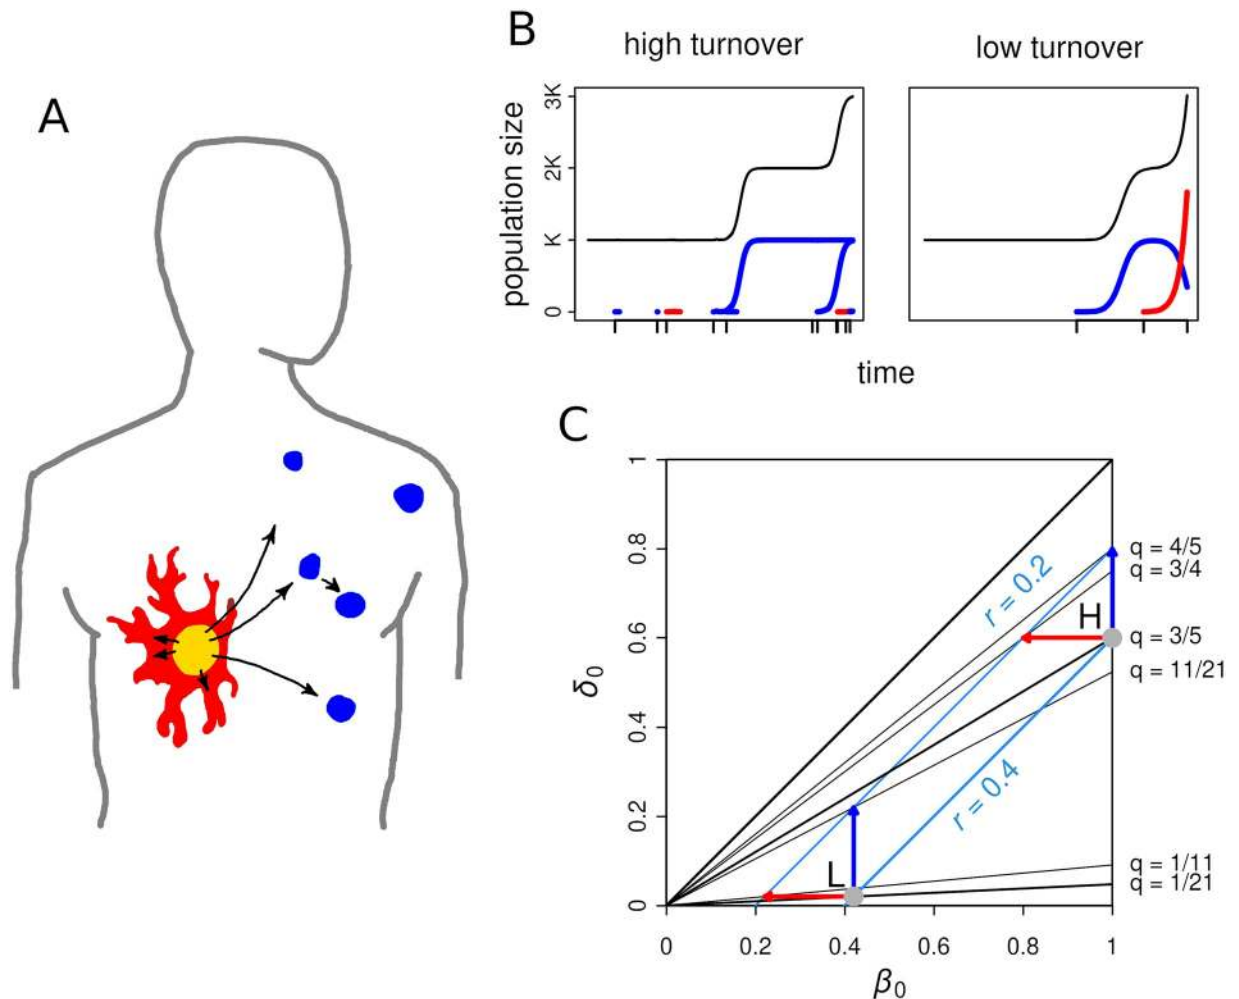 A
B
high turnover
low turnover
population size
3K
2K
K
0
time
C
δ₀
1
0.8
0.6
0.4
0.2
0
r = 0.2
r = 0.4
H
L
q = 4/5
q = 3/4
q = 3/5
q = 11/21
q = 1/11
q = 1/21
0
0.2
0.4
0.6
0.8
1
β₀